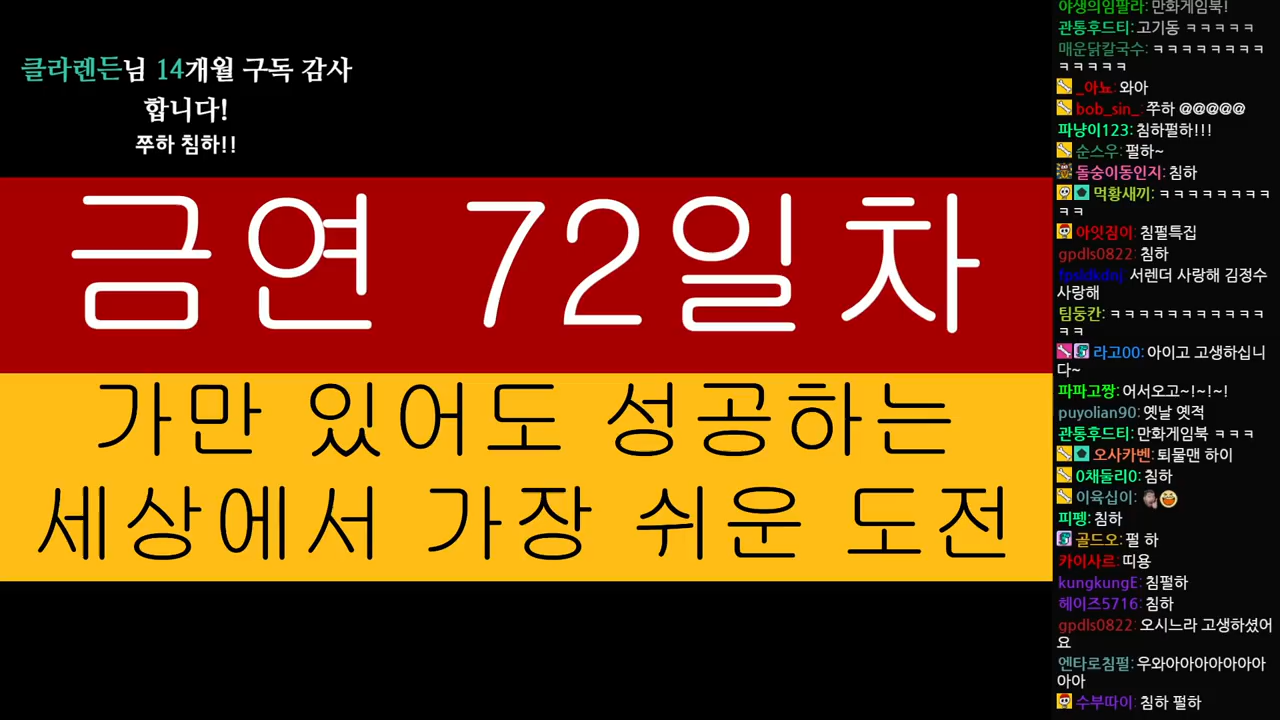 클라렌든님 14개월 구독 감사
합니다!
쭈하 침하!!
금연 72일차
가만 있어도 성공하는
세상에서 가장 쉬운 도전
야생의임팔라: 만화게임북!
관통후드티: 고기동 ㅋㅋㅋㅋㅋ
매운닭칼국수: ㅋㅋㅋㅋㅋㅋㅋㅋ
ㅋㅋㅋㅋㅋ
_아뇨: 와아
bob_sin_: 쭈하 @@@@@
파냥이123: 침하펄하!!!
순스우: 펄하~
돌숭이동인지: 침하
먹황새끼: ㅋㅋㅋㅋㅋㅋㅋㅋ
ㅋㅋ
아잇짐이: 침펄특집
gpdls0822: 침하
fpsldkdnj: 서렌더 사랑해 김정수
사랑해
팀둥칸: ㅋㅋㅋㅋㅋㅋㅋㅋㅋㅋㅋ
ㅋㅋ
라고00: 아이고 고생하십니
다~
파파고짱: 어서오고~!~!~!
puyolian90: 옛날 옛적
관통후드티: 만화게임북 ㅋㅋㅋ
오사카벤: 퇴물맨 하이
0채둘리0: 침하
이육십이:
피펭: 침하
골드오: 펄 하
카이사르: 띠용
kungkungE: 침펄하
헤이즈5716: 침하
gpdls0822: 오시느라 고생하셨어
요
엔타로침펄: 우와아아아아아아아
아아
수부따이: 침하 펄하